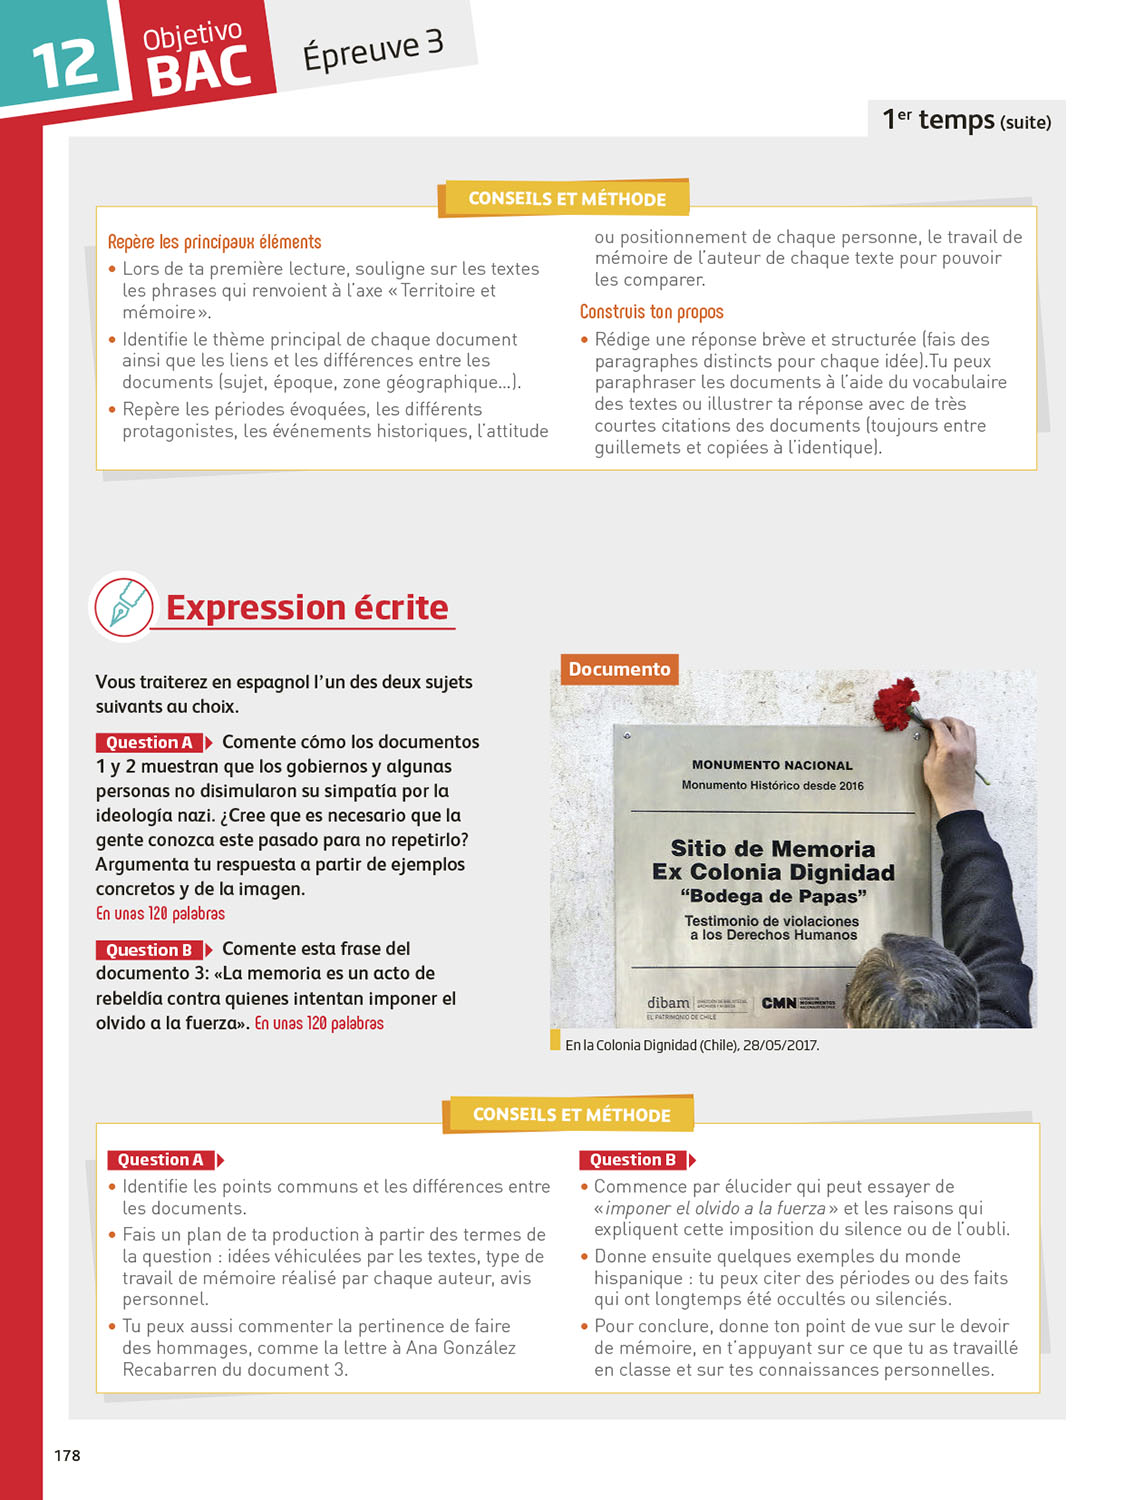 12
Objetivo
BAC
Épreuve 3
1er temps (suite)
CONSEILS ET MÉTHODE
Repère les principaux éléments
• Lors de ta première lecture, souligne sur les textes
les phrases qui renvoient à l'axe « Territoire et
mémoire ».
• Identifie le thème principal de chaque document
ainsi que les liens et les différences entre les
documents (sujet, époque, zone géographique...).
• Repère les périodes évoquées, les différents
protagonistes, les événements historiques, l'attitude
ou positionnement de chaque personne, le travail de
mémoire de l'auteur de chaque texte pour pouvoir
les comparer.
Construis ton propos
• Rédige une réponse brève et structurée (fais des
paragraphes distincts pour chaque idée).Tu peux
paraphraser les documents à l'aide du vocabulaire
des textes ou illustrer ta réponse avec de très
courtes citations des documents (toujours entre
guillemets et copiées à l'identique).
Expression écrite
Vous traiterez en espagnol l'un des deux sujets
suivants au choix.
Question A Comente cómo los documentos
1 y 2 muestran que los gobiernos y algunas
personas no disimularon su simpatía por la
ideología nazi. ¿Cree que es necesario que la
gente conozca este pasado para no repetirlo?
Argumenta tu respuesta a partir de ejemplos
concretos y de la imagen.
En unas 120 palabras
Question B Comente esta frase del
documento 3: «La memoria es un acto de
rebeldía contra quienes intentan imponer el
olvido a la fuerza». En unas 120 palabras
Documento
MONUMENTO NACIONAL
Monumento Histórico desde 2016
Sitio de Memoria
Ex Colonia Dignidad
"Bodega de Papas"
Testimonio de violaciones
a los Derechos Humanos
dibam
EL PATRIMONIO DE CHILE
CMN
CONSEJO DE
MONUMENTOS
NACIONALES DE CHILE
En la Colonia Dignidad (Chile), 28/05/2017.
CONSEILS ET MÉTHODE
Question A
• Identifie les points communs et les différences entre
les documents.
• Fais un plan de ta production à partir des termes de
la question : idées véhiculées par les textes, type de
travail de mémoire réalisé par chaque auteur, avis
personnel.
• Tu peux aussi commenter la pertinence de faire
des hommages, comme la lettre à Ana González
Recabarren du document 3.
Question B
• Commence par élucider qui peut essayer de
«imponer el olvido a la fuerza» et les raisons qui
expliquent cette imposition du silence ou de l'oubli.
• Donne ensuite quelques exemples du monde
hispanique : tu peux citer des périodes ou des faits
qui ont longtemps été occultés ou silenciés.
• Pour conclure, donne ton point de vue sur le devoir
de mémoire, en t'appuyant sur ce que tu as travaillé
en classe et sur tes connaissances personnelles.
178